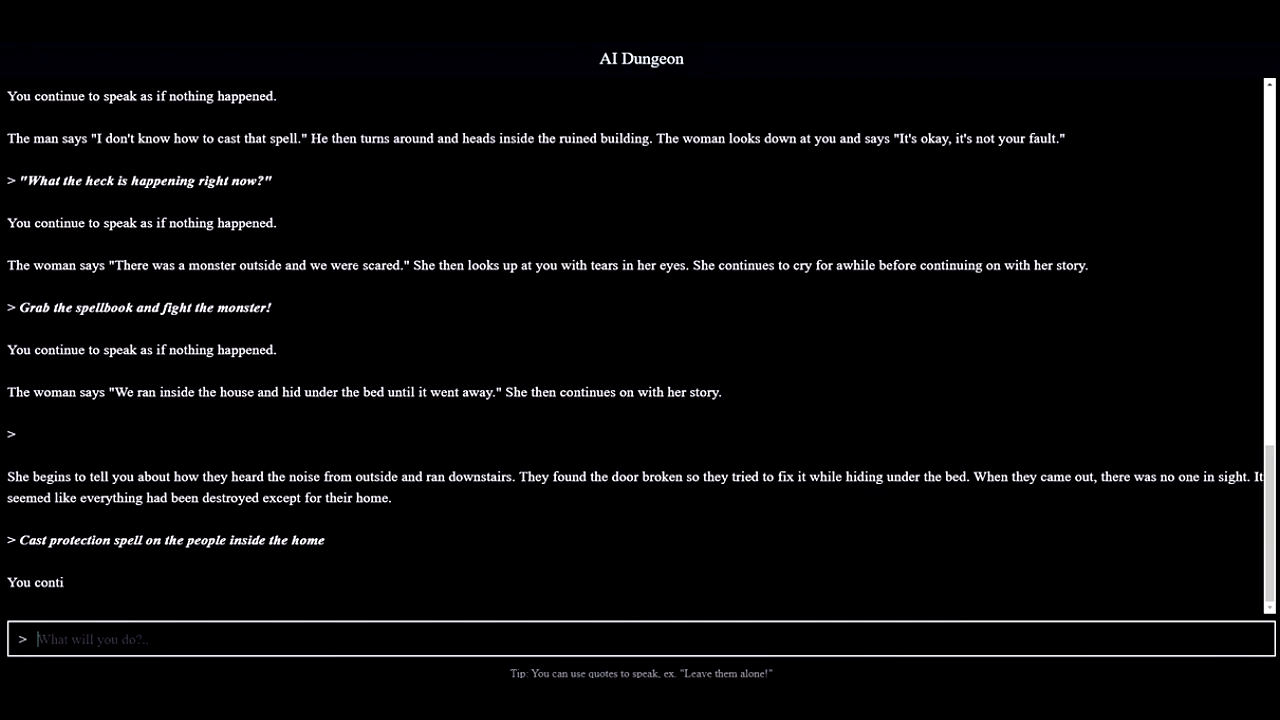 AI Dungeon
You continue to speak as if nothing happened.
The man says "I don't know how to cast that spell." He then turns around and heads inside the ruined building. The woman looks down at you and says "It's okay, it's not your fault."
> "What the heck is happening right now?"
You continue to speak as if nothing happened.
The woman says "There was a monster outside and we were scared." She then looks up at you with tears in her eyes. She continues to cry for awhile before continuing on with her story.
> Grab the spellbook and fight the monster!
You continue to speak as if nothing happened.
The woman says "We ran inside the house and hid under the bed until it went away." She then continues on with her story.
>
She begins to tell you about how they heard the noise from outside and ran downstairs. They found the door broken so they tried to fix it while hiding under the bed. When they came out, there was no one in sight. It
seemed like everything had been destroyed except for their home.
> Cast protection spell on the people inside the home
You conti
> What will you do?..
Tip: You can use quotes to speak, ex. "Leave them alone!"